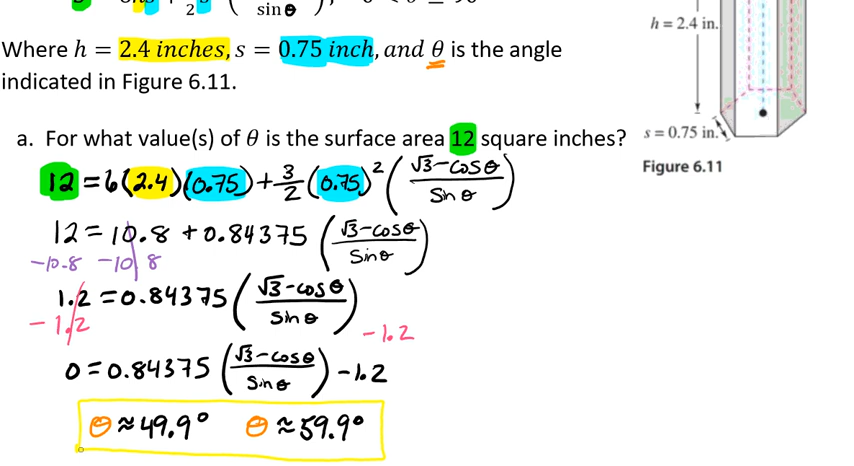 2 sin θ
Where h = 2.4 inches, s = 0.75 inch, and θ is the angle
indicated in Figure 6.11.
h = 2.4 in.
a. For what value(s) of θ is the surface area 12 square inches?
s = 0.75 in.
Figure 6.11
12 = 6(2.4)(0.75) + 3/2 (0.75)² ( √3 - cos θ / sin θ )
12 = 10.8 + 0.84375 ( √3 - cos θ / sin θ )
-10.8 -10.8
1.2 = 0.84375 ( √3 - cos θ / sin θ )
-1.2 -1.2
0 = 0.84375 ( √3 - cos θ / sin θ ) - 1.2
θ ≈ 49.9° θ ≈ 59.9°